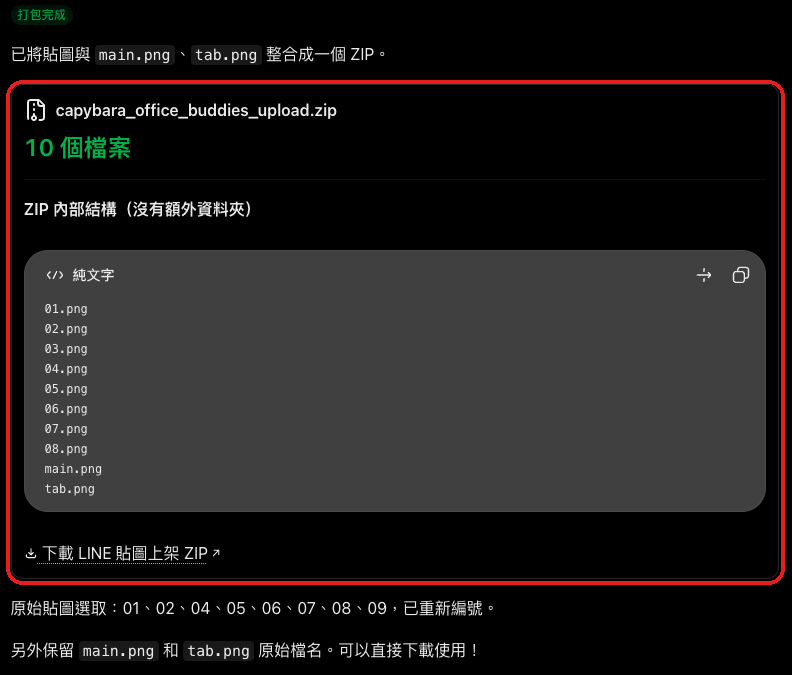 打包完成
已將貼圖與 main.png、tab.png 整合成一個 ZIP。
capybara_office_buddies_upload.zip
10 個檔案
ZIP 內部結構（沒有額外資料夾）
</> 純文字
01.png
02.png
03.png
04.png
05.png
06.png
07.png
08.png
main.png
tab.png
下載 LINE 貼圖上架 ZIP ↗
原始貼圖選取：01、02、04、05、06、07、08、09，已重新編號。
另外保留 main.png 和 tab.png 原始檔名。可以直接下載使用！